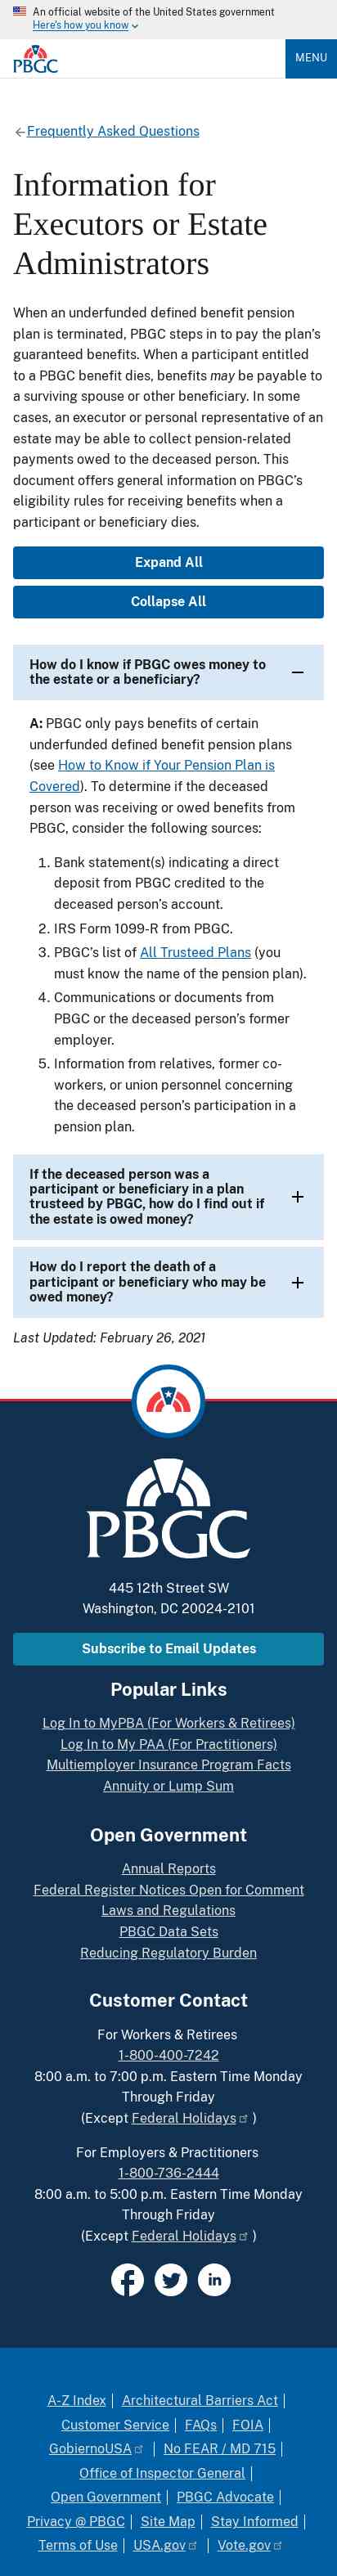 An official website of the United States government
Here's how you know
PBGC
MENU
Frequently Asked Questions
Information for
Executors or Estate
Administrators
When an underfunded defined benefit pension
plan is terminated, PBGC steps in to pay the plan’s
guaranteed benefits. When a participant entitled
to a PBGC benefit dies, benefits may be payable to
a surviving spouse or other beneficiary. In some
cases, an executor or personal representative of an
estate may be able to collect pension-related
payments owed to the deceased person. This
document offers general information on PBGC’s
eligibility rules for receiving benefits when a
participant or beneficiary dies.
Expand All
Collapse All
How do I know if PBGC owes money to
the estate or a beneficiary?
A: PBGC only pays benefits of certain
underfunded defined benefit pension plans
(see How to Know if Your Pension Plan is
Covered). To determine if the deceased
person was receiving or owed benefits from
PBGC, consider the following sources:
1. Bank statement(s) indicating a direct
deposit from PBGC credited to the
deceased person’s account.
2. IRS Form 1099-R from PBGC.
3. PBGC’s list of All Trusteed Plans (you
must know the name of the pension plan).
4. Communications or documents from
PBGC or the deceased person’s former
employer.
5. Information from relatives, former co-
workers, or union personnel concerning
the deceased person’s participation in a
pension plan.
If the deceased person was a
participant or beneficiary in a plan
trusteed by PBGC, how do I find out if
the estate is owed money?
How do I report the death of a
participant or beneficiary who may be
owed money?
Last Updated: February 26, 2021
PBGC
445 12th Street SW
Washington, DC 20024-2101
Subscribe to Email Updates
Popular Links
Log In to MyPBA (For Workers & Retirees)
Log In to My PAA (For Practitioners)
Multiemployer Insurance Program Facts
Annuity or Lump Sum
Open Government
Annual Reports
Federal Register Notices Open for Comment
Laws and Regulations
PBGC Data Sets
Reducing Regulatory Burden
Customer Contact
For Workers & Retirees
1-800-400-7242
8:00 a.m. to 7:00 p.m. Eastern Time Monday
Through Friday
(Except Federal Holidays )
For Employers & Practitioners
1-800-736-2444
8:00 a.m. to 5:00 p.m. Eastern Time Monday
Through Friday
(Except Federal Holidays )
in
A-Z Index | Architectural Barriers Act |
Customer Service | FAQs | FOIA |
GobiernoUSA | No FEAR / MD 715 |
Office of Inspector General |
Open Government | PBGC Advocate |
Privacy @ PBGC | Site Map | Stay Informed |
Terms of Use | USA.gov | Vote.gov